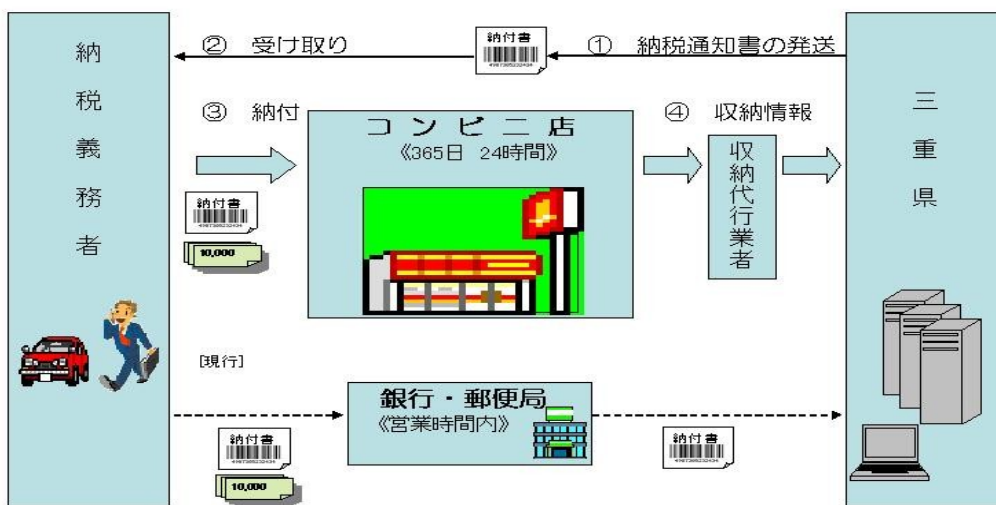 納税義務者
② 受け取り
納付書
4987385232434
① 納税通知書の発送
③ 納付
納付書
4987385232434
10,000
コンビニ店
《365日 24時間》
④ 収納情報
収納代行業者
三重県
[現行]
納付書
4987385232434
10,000
銀行・郵便局
《営業時間内》
納付書
4987385232434